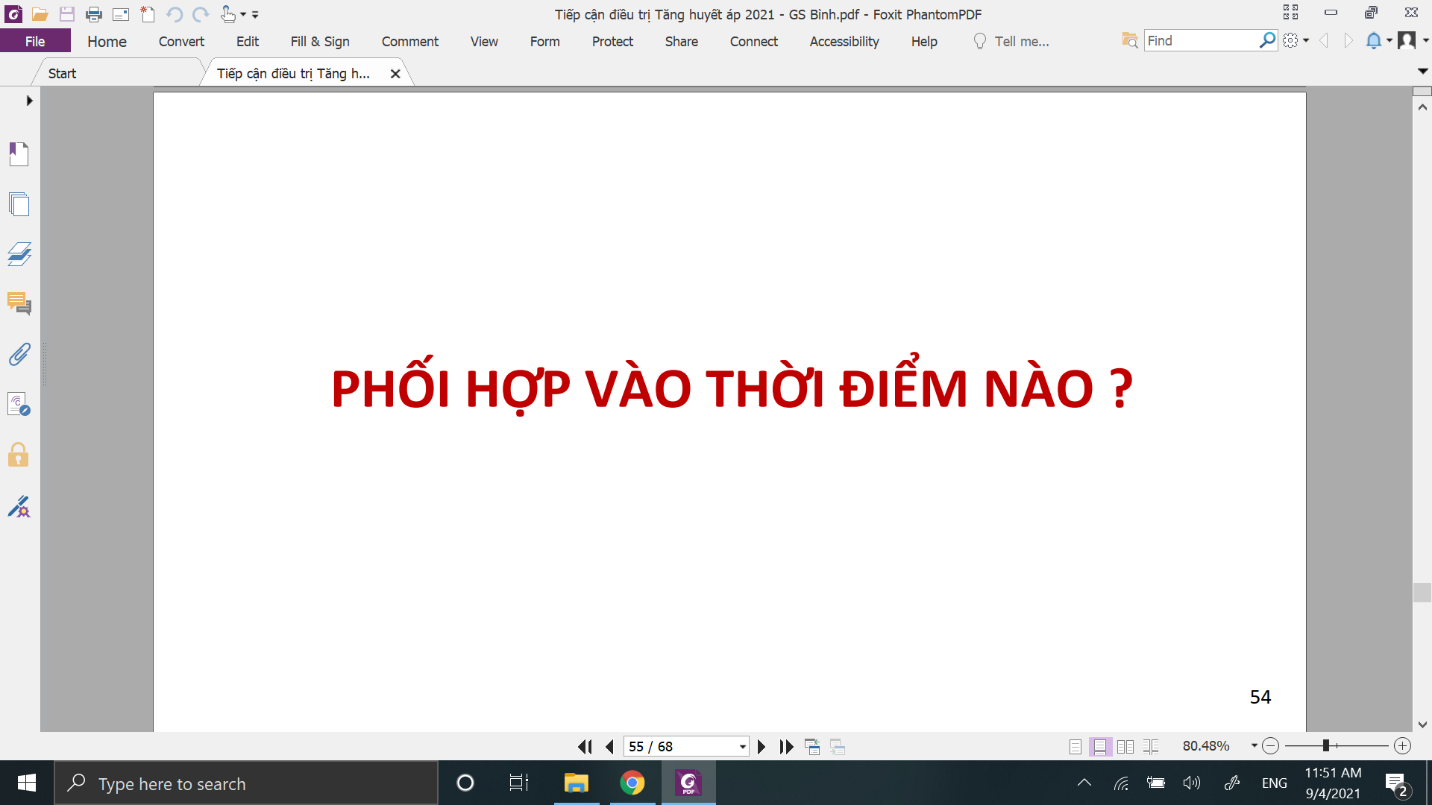 Tiếp cận điều trị Tăng huyết áp 2021 - GS Binh.pdf - Foxit PhantomPDF
File Home Convert Edit Fill & Sign Comment View Form Protect Share Connect Accessibility Help Tell me... Find
Start Tiếp cận điều trị Tăng h...
PHỐI HỢP VÀO THỜI ĐIỂM NÀO ?
54
55 / 68 80.48%
Type here to search PDF ENG 11:51 AM
9/4/2021 2